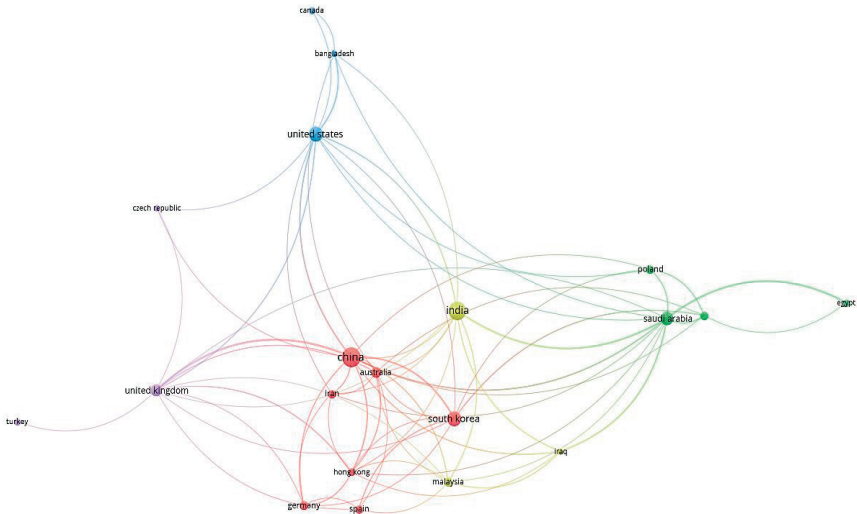 canada
bangladesh
united states
czech republic
poland
egypt
india
saudi arabia
china
australia
united kingdom
iran
turkey
south korea
iraq
hong kong
malaysia
germany
spain